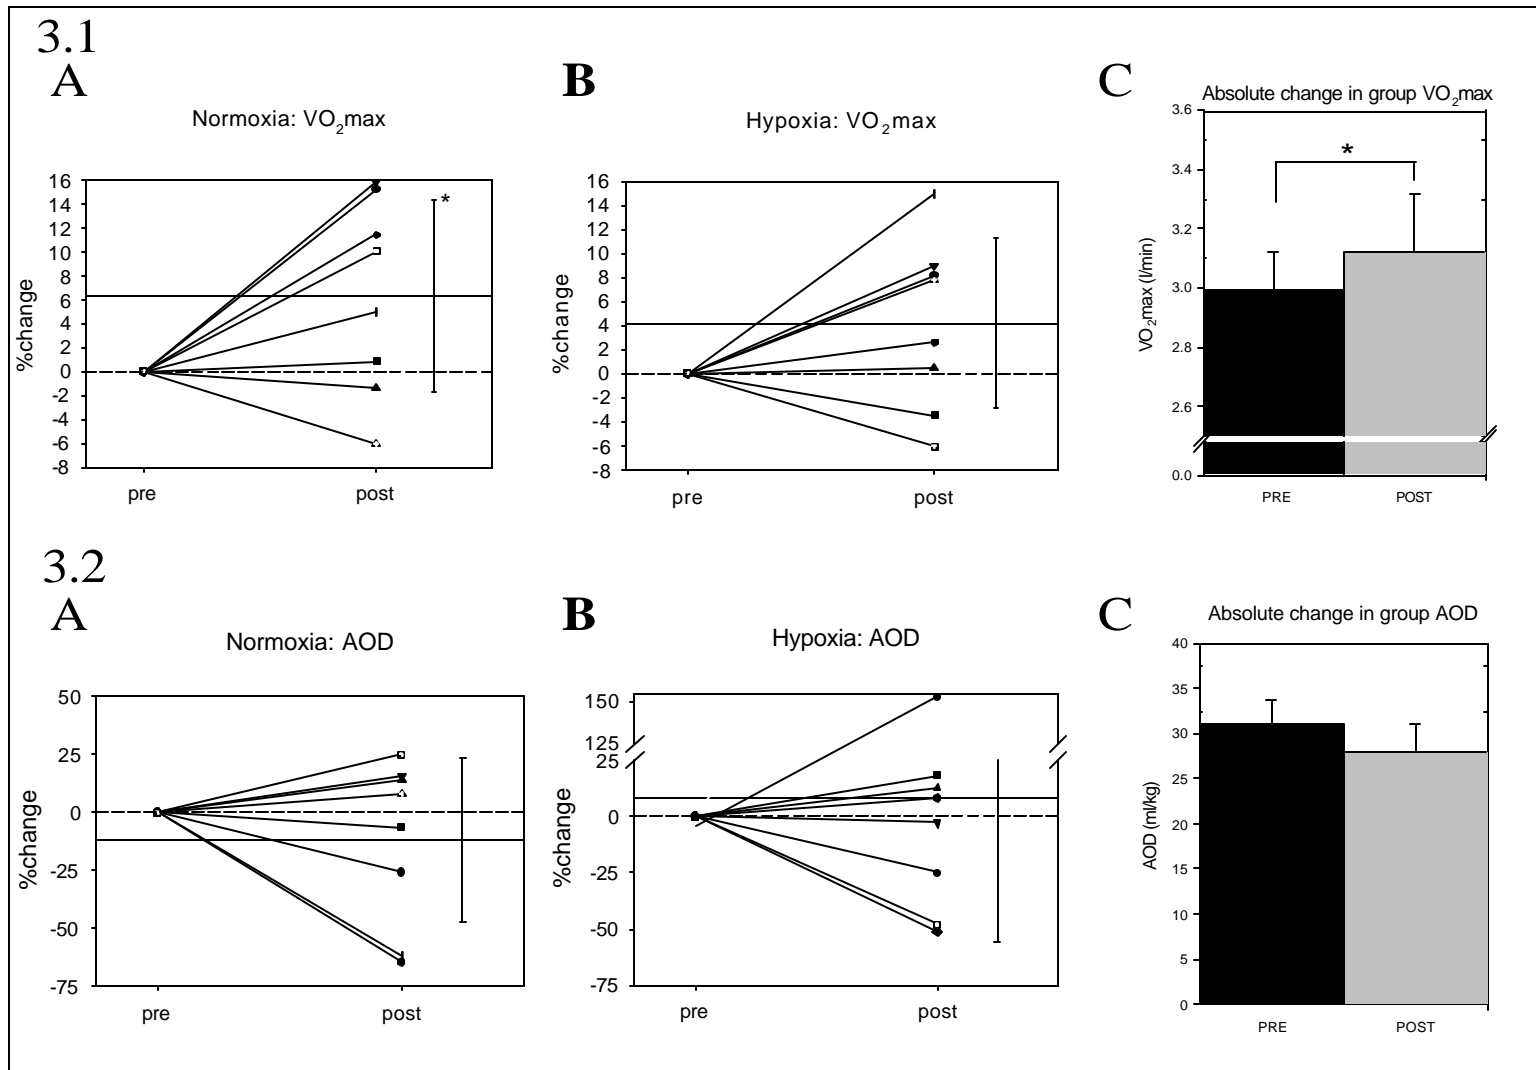 3.1
A
Normoxia: VO2max
%change
16
14
12
10
8
6
4
2
0
-2
-4
-6
-8
*
pre
post
B
Hypoxia: VO2max
%change
16
14
12
10
8
6
4
2
0
-2
-4
-6
-8
pre
post
C
Absolute change in group VO2max
VO2max (l/min)
3.6
3.4
3.2
3.0
2.8
2.6
0.0
*
PRE
POST
3.2
A
Normoxia: AOD
%change
50
25
0
-25
-50
-75
pre
post
B
Hypoxia: AOD
%change
150
125
25
0
-25
-50
-75
pre
post
C
Absolute change in group AOD
AOD (ml/kg)
40
35
30
25
20
15
10
5
0
PRE
POST